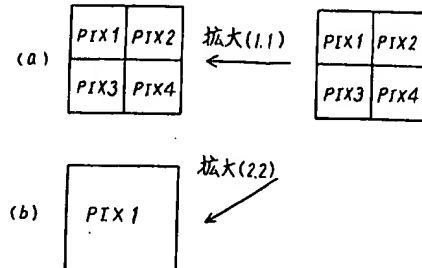 PIX1 PIX2
PIX3 PIX4
(a)
拡大(1.1)
PIX1 PIX2
PIX3 PIX4
(b)
PIX1
拡大(2.2)